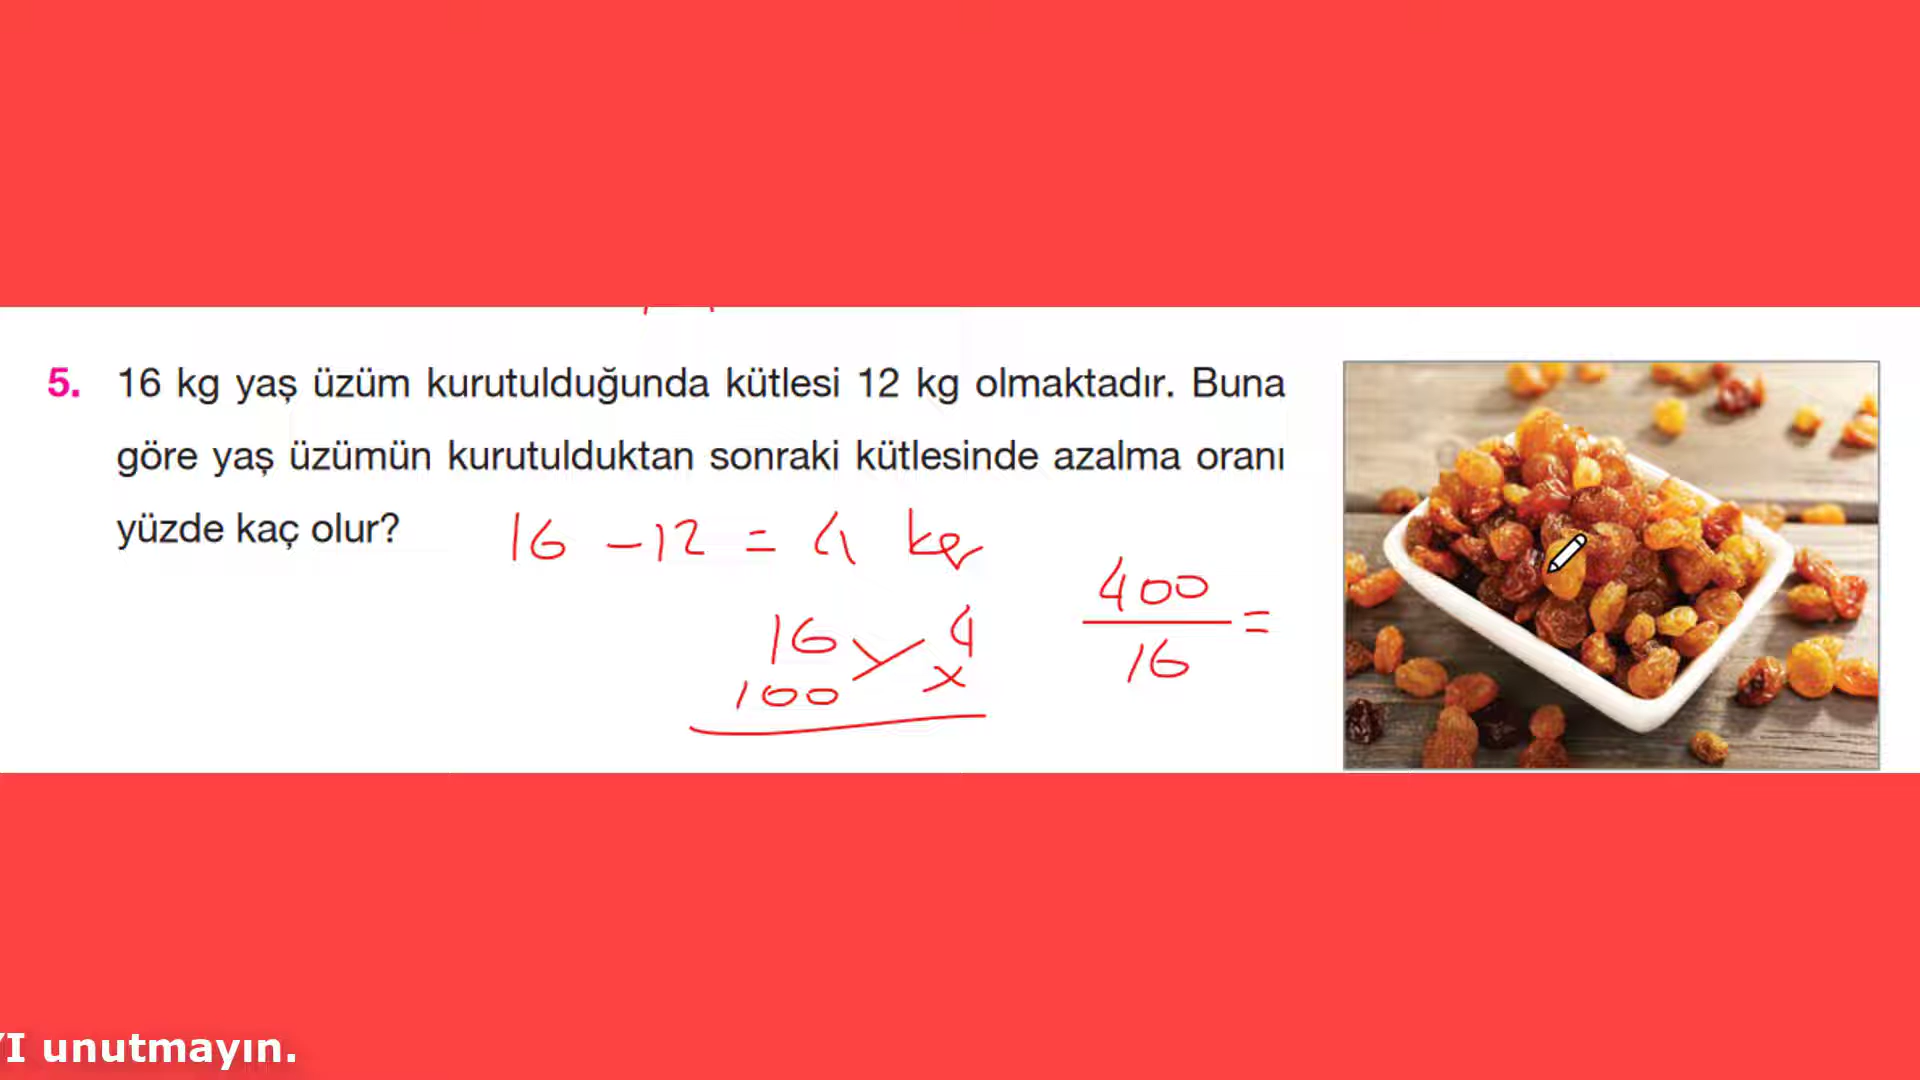 5. 16 kg yaş üzüm kurutulduğunda kütlesi 12 kg olmaktadır. Buna
göre yaş üzümün kurutulduktan sonraki kütlesinde azalma oranı
yüzde kaç olur?
16 - 12 = 4 kg
16 4
100 x
400
16
=
YI unutmayın.